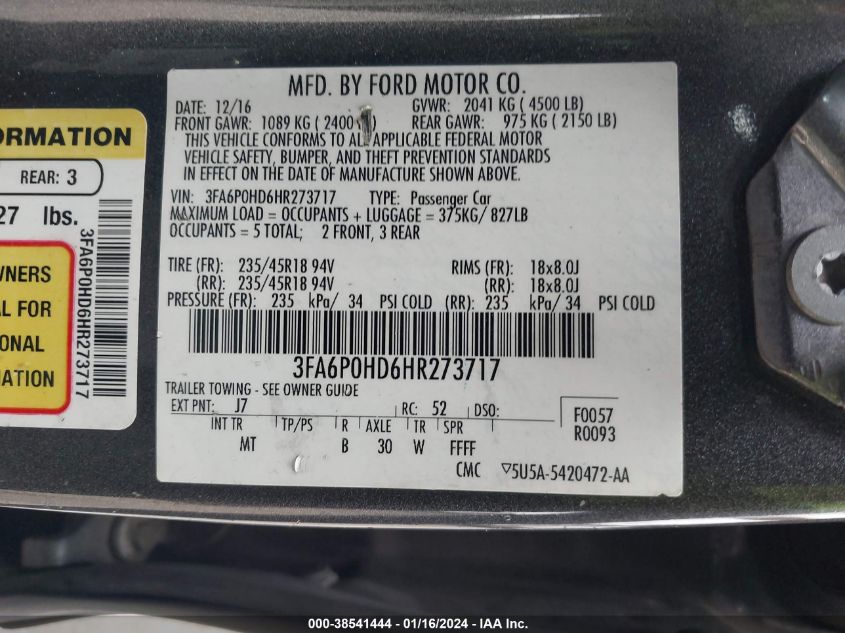 MFD. BY FORD MOTOR CO.
DATE: 12/16 GVWR: 2041 KG ( 4500 LB)
FRONT GAWR: 1089 KG ( 2400 REAR GAWR: 975 KG ( 2150 LB)
THIS VEHICLE CONFORMS TO ALL APPLICABLE FEDERAL MOTOR
VEHICLE SAFETY, BUMPER, AND THEFT PREVENTION STANDARDS
IN EFFECT ON THE DATE OF MANUFACTURE SHOWN ABOVE.
VIN: 3FA6P0HD6HR273717 TYPE: Passenger Car
MAXIMUM LOAD = OCCUPANTS + LUGGAGE = 375KG/ 827LB
OCCUPANTS = 5 TOTAL; 2 FRONT, 3 REAR
TIRE (FR): 235/45R18 94V RIMS (FR): 18x8.0J
(RR): 235/45R18 94V (RR): 18x8.0J
PRESSURE (FR): 235 kPa/ 34 PSI COLD (RR): 235 kPa/ 34 PSI COLD
3FA6P0HD6HR273717
TRAILER TOWING - SEE OWNER GUIDE
EXT PNT: J7 RC: 52 DSO:
INT TR TP/PS R AXLE TR SPR
MT B 30 W FFFF
F0057
R0093
CMC ▽5U5A-5420472-AA
ORMATION
REAR: 3
27 lbs.
WNERS
AL FOR
ONAL
MATION
3FA6P0HD6HR273717
000-38541444 - 01/16/2024 - IAA Inc.